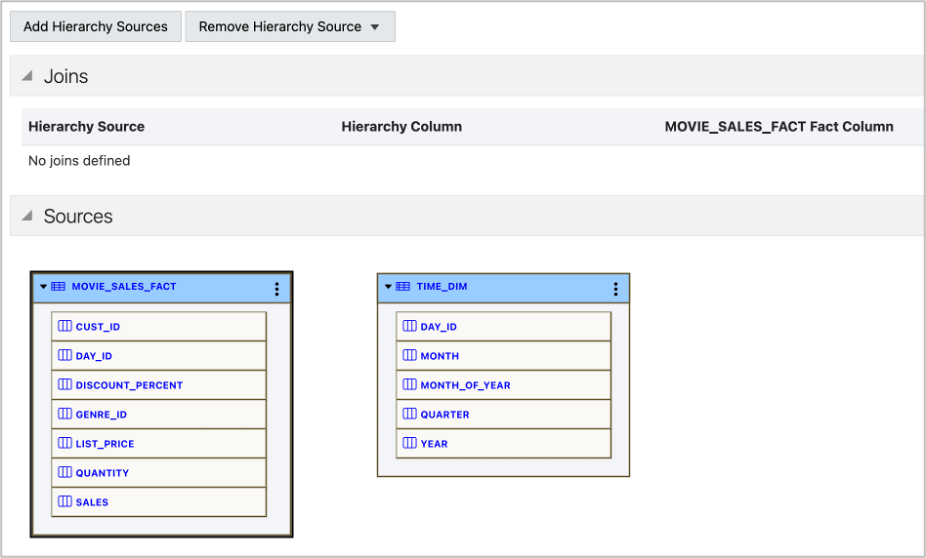 Add Hierarchy Sources Remove Hierarchy Source
Joins
Hierarchy Source Hierarchy Column MOVIE_SALES_FACT Fact Column
No joins defined
Sources
MOVIE_SALES_FACT
CUST_ID
DAY_ID
DISCOUNT_PERCENT
GENRE_ID
LIST_PRICE
QUANTITY
SALES
TIME_DIM
DAY_ID
MONTH
MONTH_OF_YEAR
QUARTER
YEAR